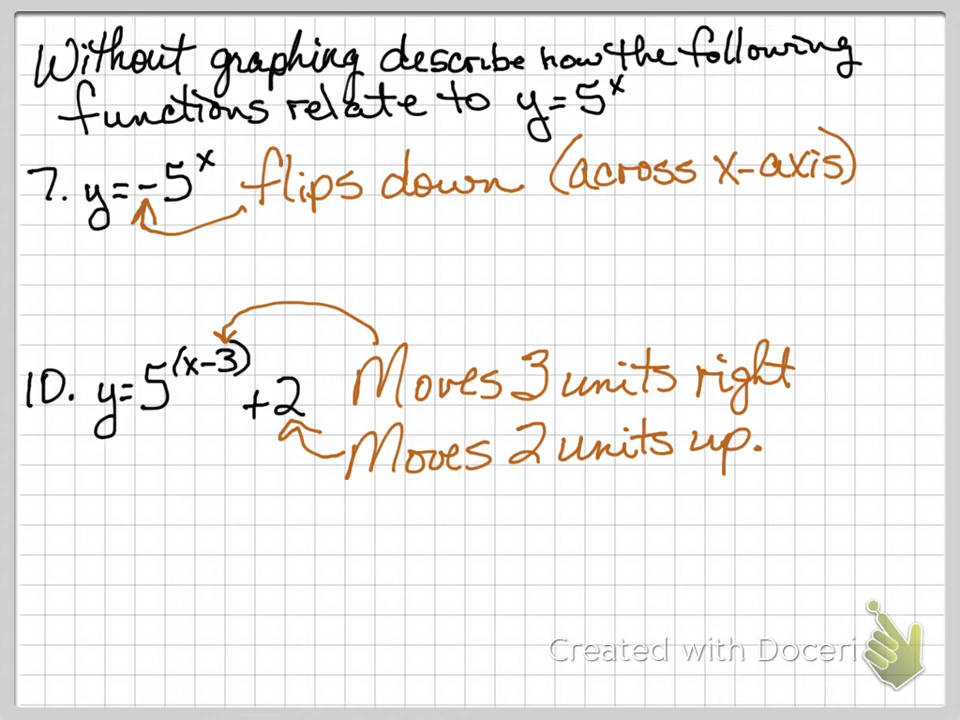 Without graphing describe how the following
functions relate to y=5^x
7. y=-5^x flips down (across x-axis)
10. y=5^(x-3)+2 Moves 3 units right
Moves 2 units up.
Created with Doceri